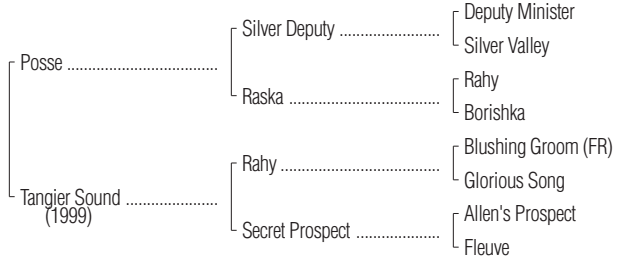 Deputy Minister
Silver Deputy ....................
Silver Valley
Posse ...................................
Rahy
Raska ...................................
Borishka
Blushing Groom (FR)
Rahy .....................................
Glorious Song
Tangier Sound .....................
(1999)
Allen's Prospect
Secret Prospect ...................
Fleuve